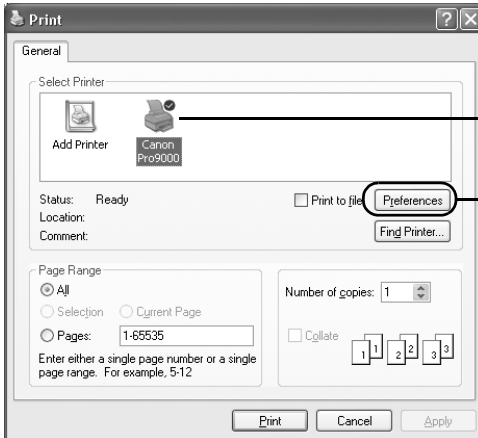 Print
General
Select Printer
Add Printer
Canon
Pro9000
Status: Ready
Print to file
Preferences
Location:
Comment:
Find Printer...
Page Range
All
Selection
Current Page
Pages: 1-65535
Enter either a single page number or a single
page range. For example, 5-12
Number of copies: 1
Collate
1 1 2 2 3 3
Print
Cancel
Apply